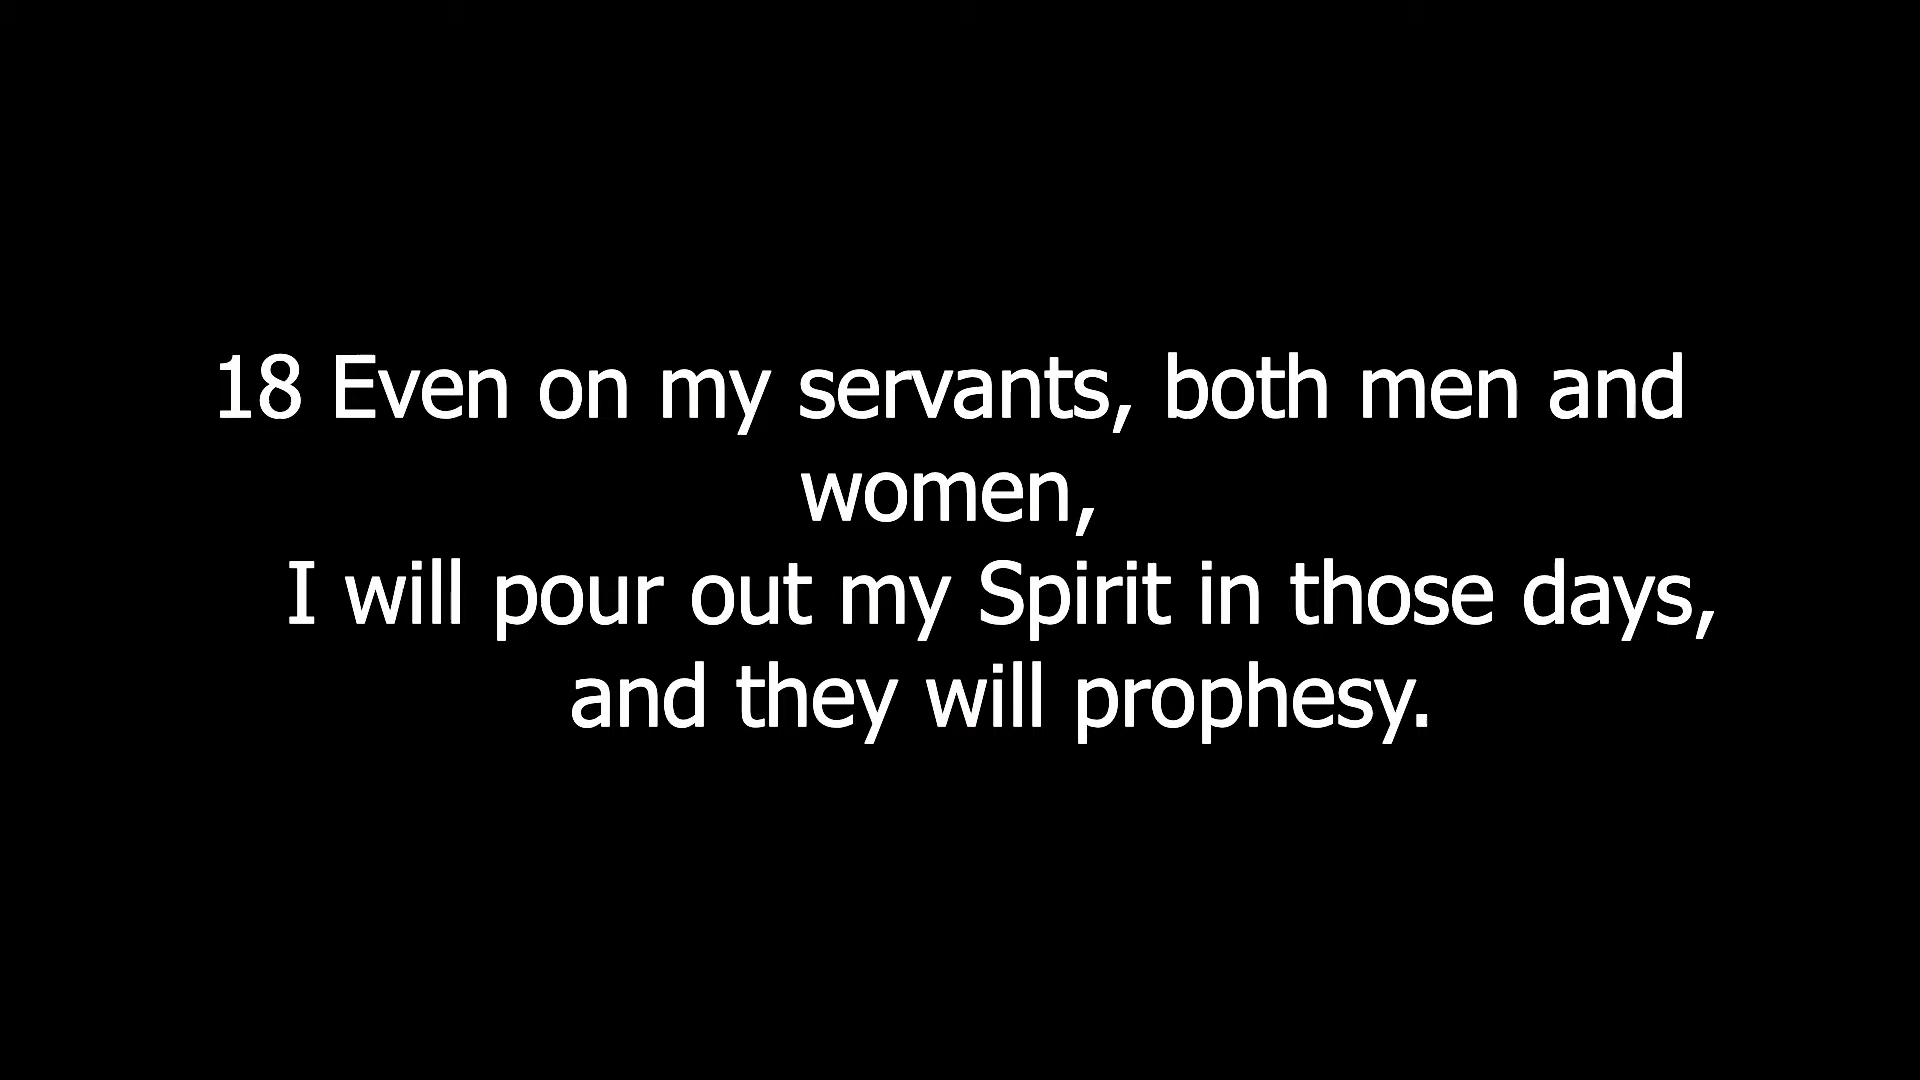 18 Even on my servants, both men and
women,
I will pour out my Spirit in those days,
and they will prophesy.